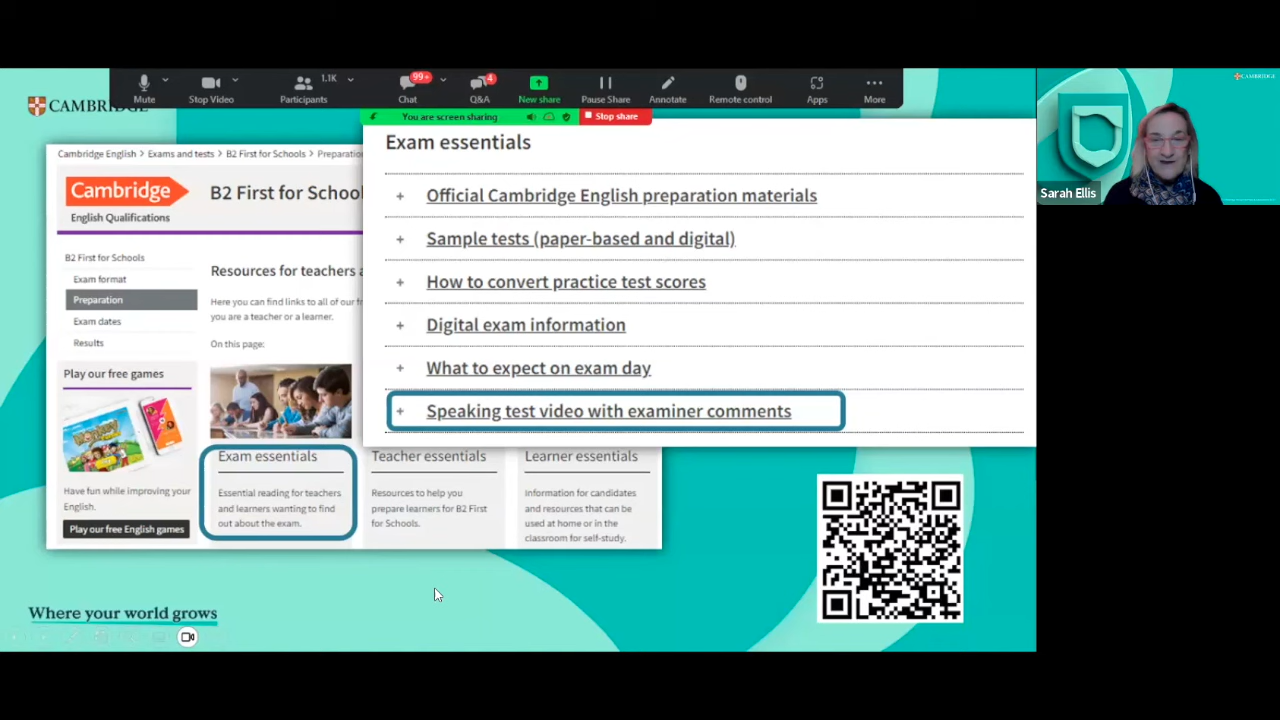 Mute
Stop Video
1.1K
Participants
99+
Chat
4
Q&A
New share
Pause Share
Annotate
Remote control
Apps
More
You are screen sharing
Stop share
CAMBRIDGE
CAMBRIDGE
Sarah Ellis
Cambridge English > Exams and tests > B2 First for Schools > Preparation
Cambridge
English Qualifications
B2 First for School
B2 First for Schools
Exam format
Preparation
Exam dates
Results
Resources for teachers a
Here you can find links to all of our f
you are a teacher or a learner.
On this page:
Play our free games
Have fun while improving your
English.
Play our free English games
Exam essentials
Essential reading for teachers
and learners wanting to find
out about the exam.
Teacher essentials
Resources to help you
prepare learners for B2 First
for Schools.
Learner essentials
Information for candidates
and resources that can be
used at home or in the
classroom for self-study.
Exam essentials
+ Official Cambridge English preparation materials
+ Sample tests (paper-based and digital)
+ How to convert practice test scores
+ Digital exam information
+ What to expect on exam day
+ Speaking test video with examiner comments
Where your world grows